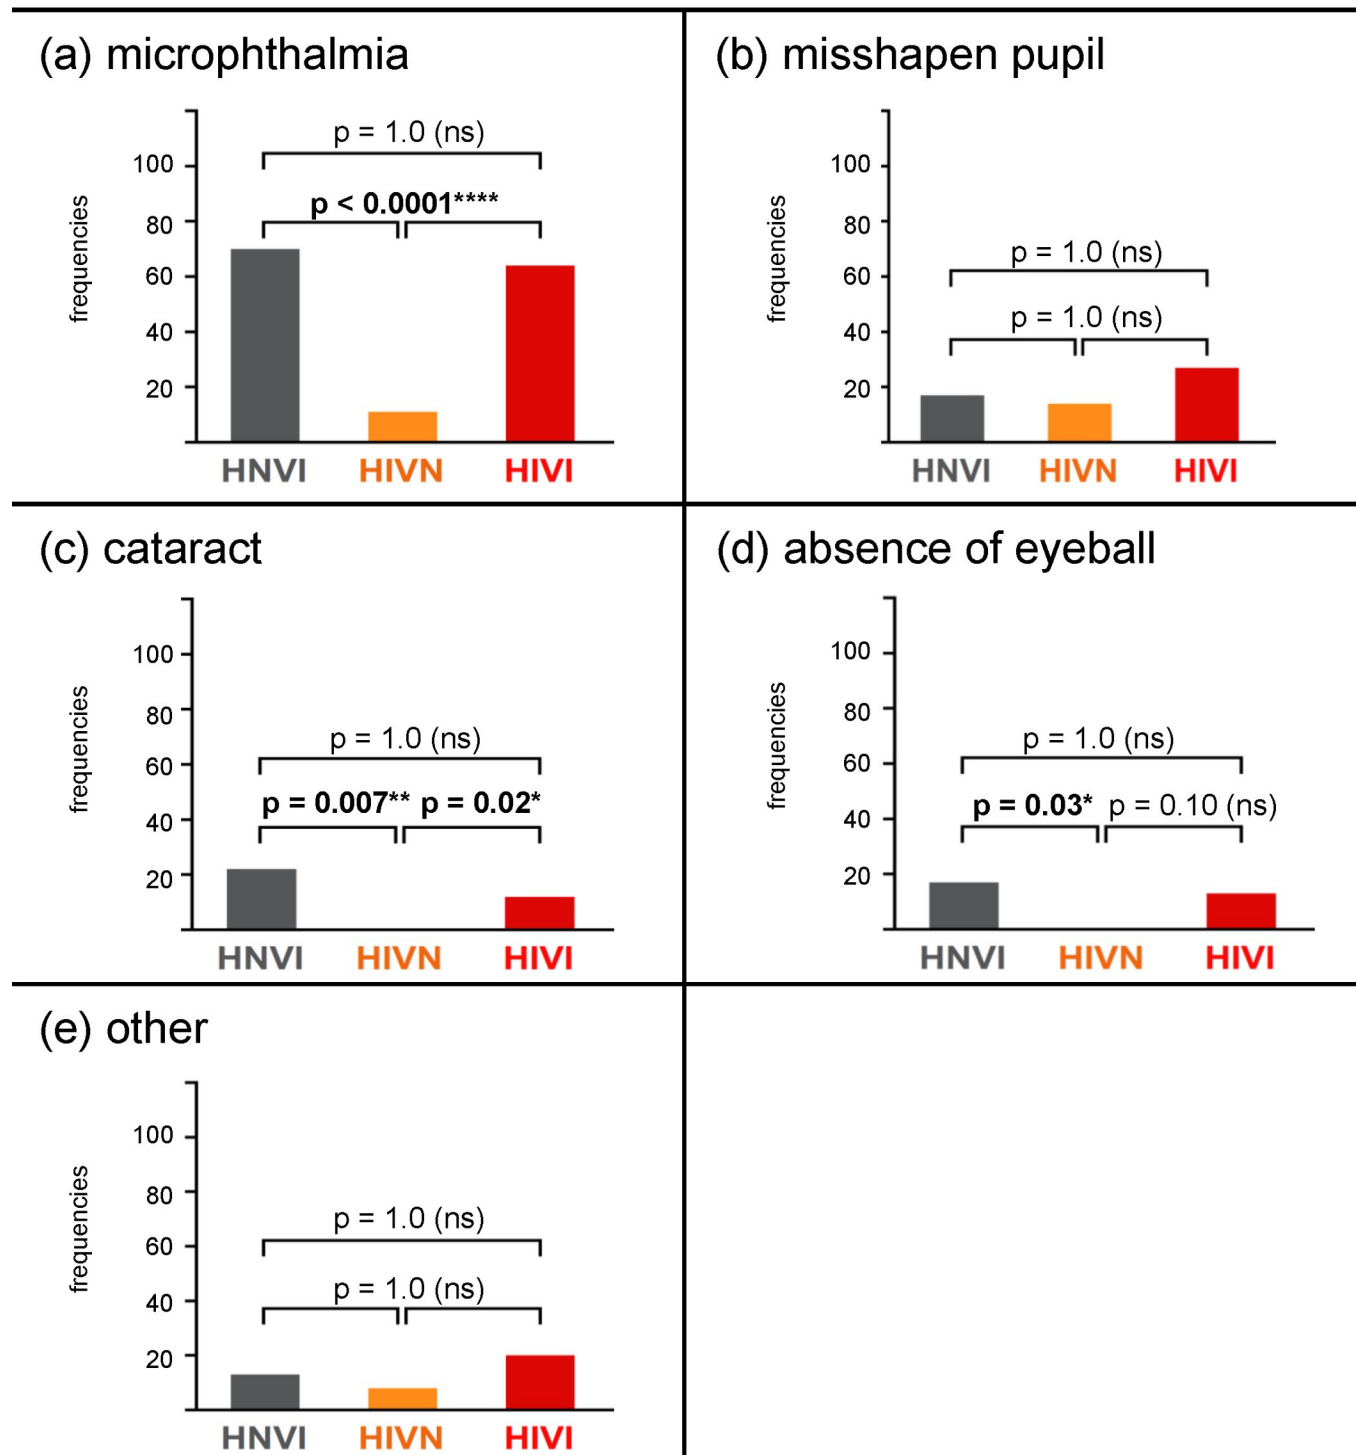 (a) microphthalmia
p = 1.0 (ns)
p < 0.0001****
frequencies
100
80
60
40
20
HNVI HIVN HIVI
(b) misshapen pupil
p = 1.0 (ns)
p = 1.0 (ns)
frequencies
100
80
60
40
20
HNVI HIVN HIVI
(c) cataract
p = 1.0 (ns)
p = 0.007** p = 0.02*
frequencies
100
80
60
40
20
HNVI HIVN HIVI
(d) absence of eyeball
p = 1.0 (ns)
p = 0.03* p = 0.10 (ns)
frequencies
100
80
60
40
20
HNVI HIVN HIVI
(e) other
p = 1.0 (ns)
p = 1.0 (ns)
frequencies
100
80
60
40
20
HNVI HIVN HIVI